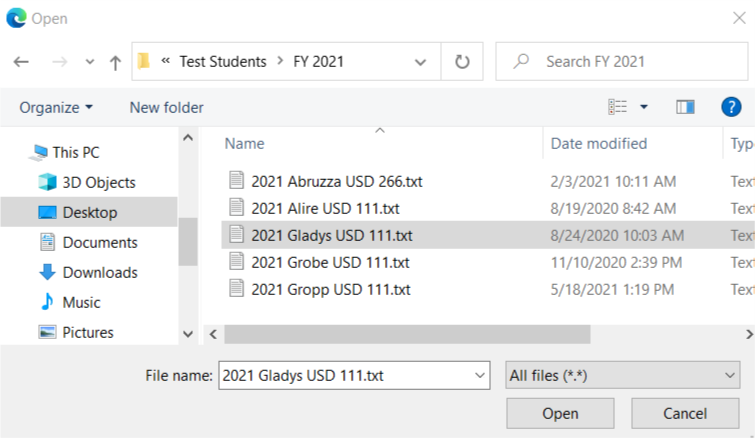 Open
« Test Students > FY 2021
Search FY 2021
Organize
New folder
?
Name
Date modified
Typ
This PC
3D Objects
Desktop
Documents
Downloads
Music
Pictures
2021 Abruzza USD 266.txt 2/3/2021 10:11 AM Text
2021 Alire USD 111.txt 8/19/2020 8:42 AM Text
2021 Gladys USD 111.txt 8/24/2020 10:03 AM Text
2021 Grobe USD 111.txt 11/10/2020 2:39 PM Text
2021 Gropp USD 111.txt 5/18/2021 1:19 PM Text
File name: 2021 Gladys USD 111.txt All files (*.*)
Open Cancel